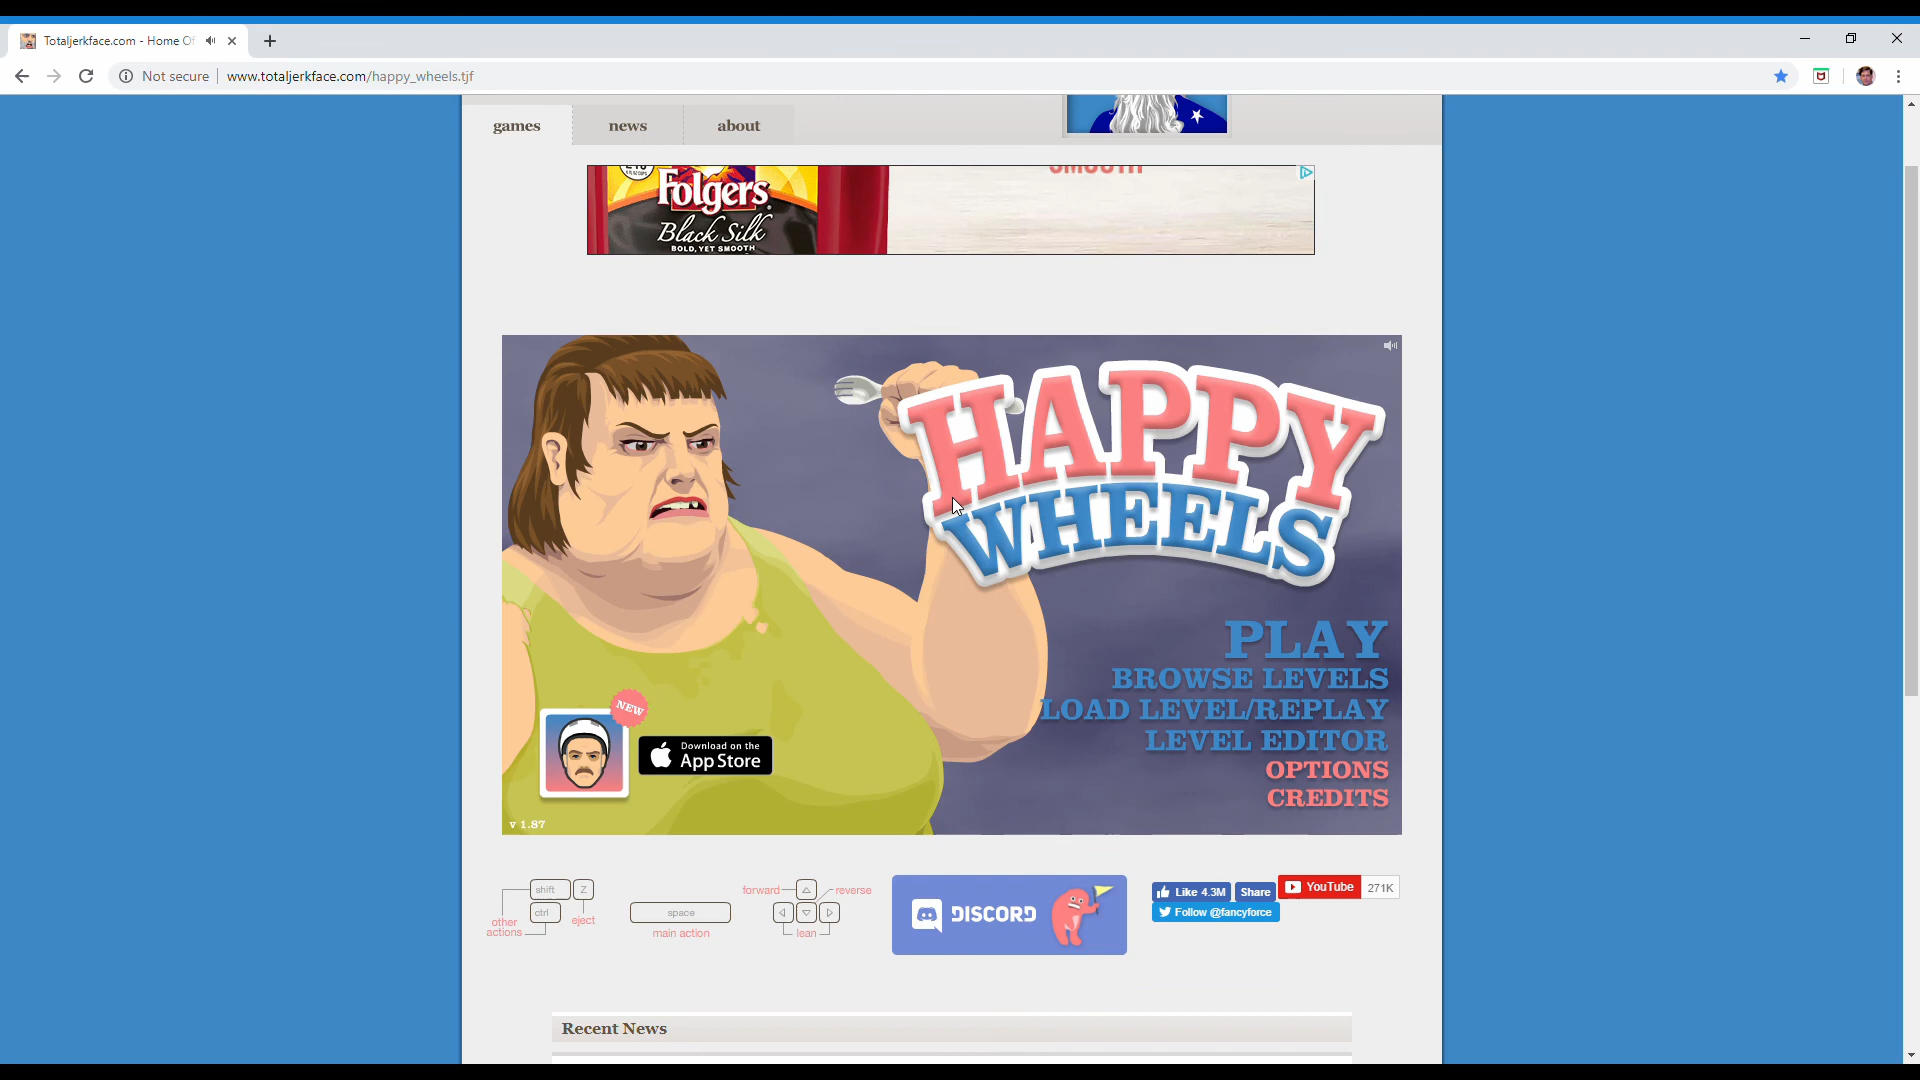 Totaljerkface.com - Home Of
Not secure
www.totaljerkface.com/happy_wheels.tjf
games
news
about
Folgers
Black Silk
BOLD, YET SMOOTH
SMOOTH
HAPPY
WHEELS
PLAY
BROWSE LEVELS
LOAD LEVEL/REPLAY
LEVEL EDITOR
OPTIONS
CREDITS
NEW
Download on the
App Store
v 1.87
shift
Z
ctrl
other
actions
eject
space
main action
forward
reverse
lean
DISCORD
Like 4.3M
Share
YouTube
271K
Follow @fancyforce
Recent News